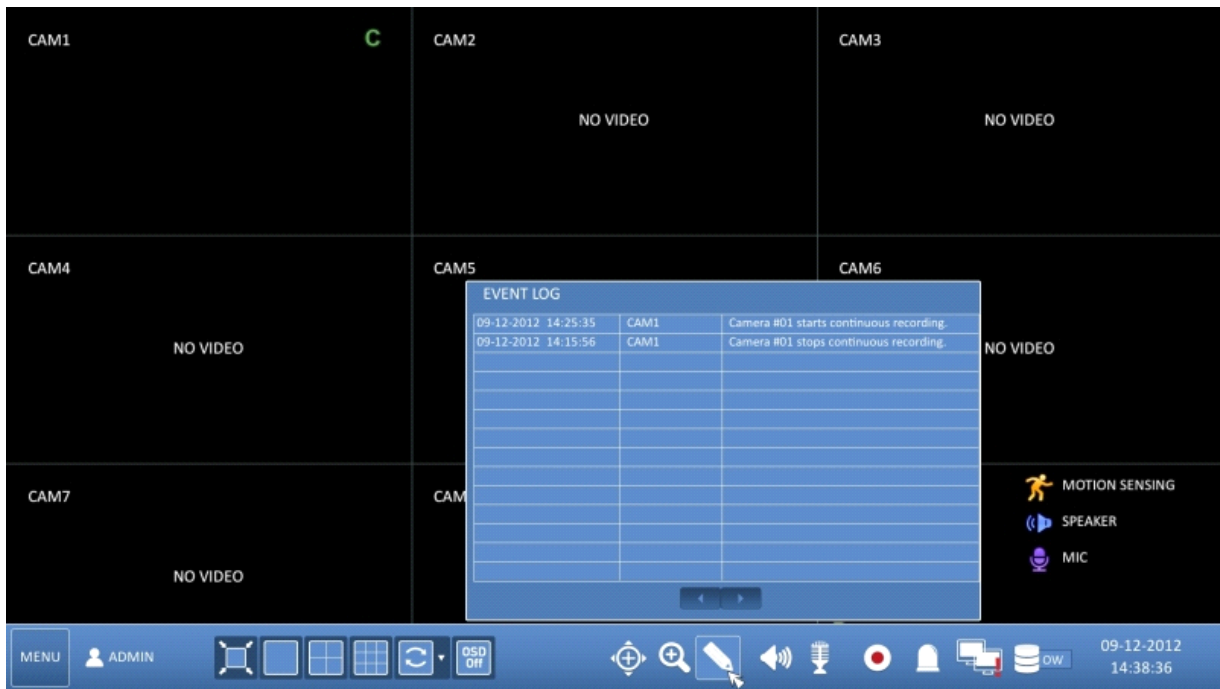 CAM1 C CAM2 CAM3
NO VIDEO NO VIDEO
CAM4 CAM5 CAM6
EVENT LOG
09-12-2012 14:25:35 CAM1 Camera #01 starts continuous recording.
09-12-2012 14:15:56 CAM1 Camera #01 stops continuous recording.
NO VIDEO NO VIDEO
CAM7 CAM
MOTION SENSING
SPEAKER
MIC
NO VIDEO
MENU ADMIN OSD Off OW 09-12-2012
14:38:36